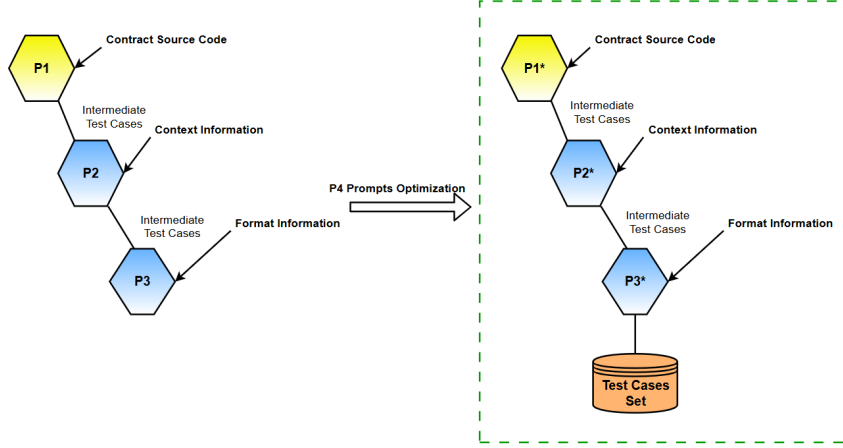 P1
Contract Source Code
Intermediate
Test Cases
P2
Context Information
Intermediate
Test Cases
P3
Format Information
P4 Prompts Optimization
P1*
Contract Source Code
Intermediate
Test Cases
P2*
Context Information
Intermediate
Test Cases
P3*
Format Information
Test Cases
Set